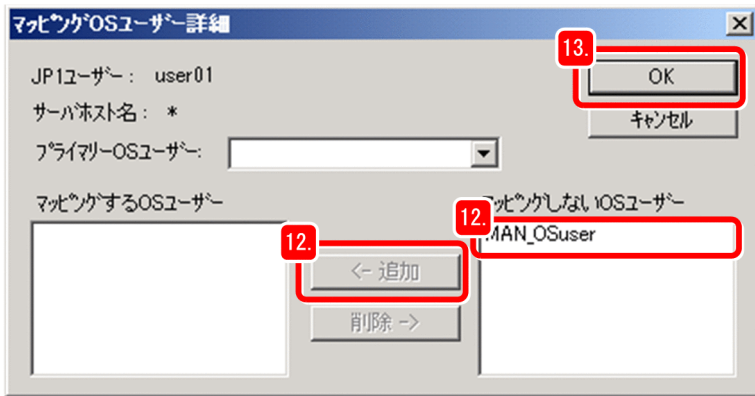 マッピングOSユーザー詳細
13.
JP1ユーザー： user01
OK
サーバホスト名： *
キャンセル
プライマリーOSユーザー：
マッピングするOSユーザー
マッピングしないOSユーザー
12.
MAN_OSuser
12.
<- 追加
削除 ->